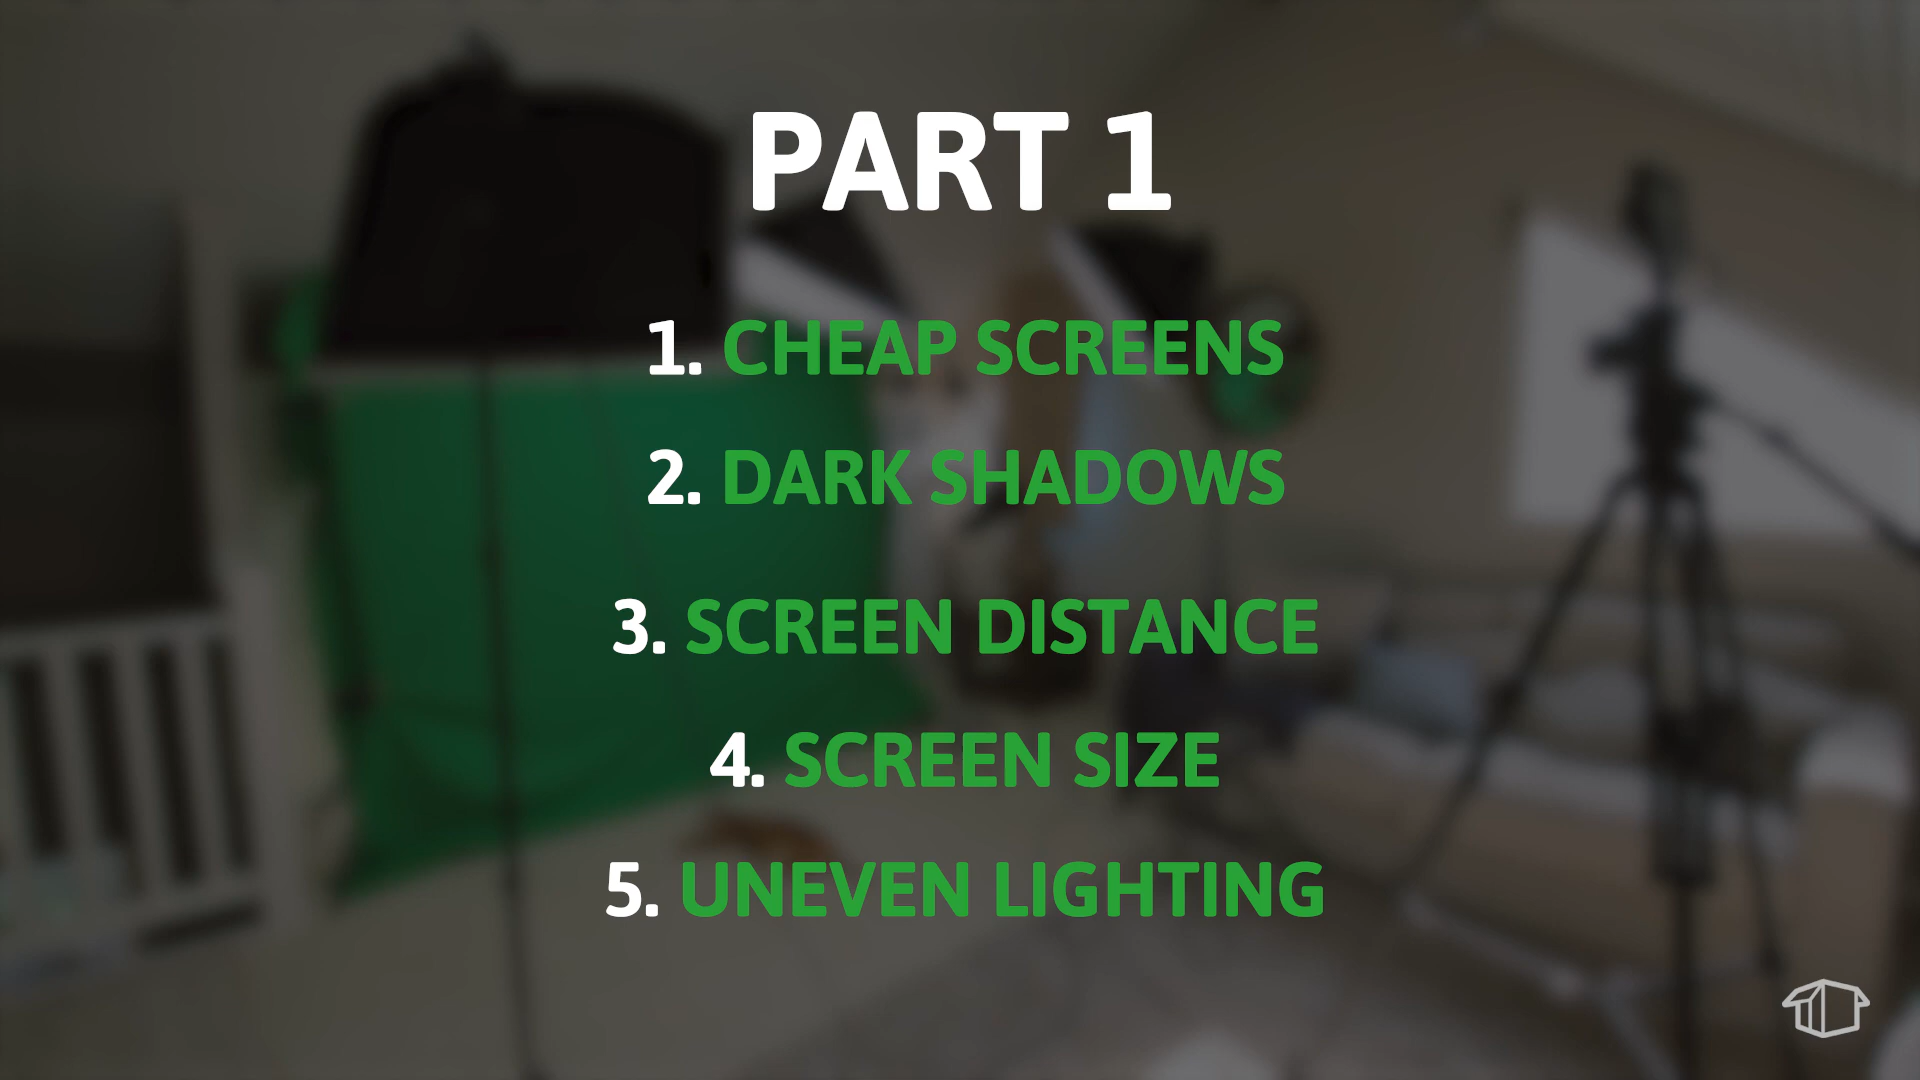 PART 1
1. CHEAP SCREENS
2. DARK SHADOWS
3. SCREEN DISTANCE
4. SCREEN SIZE
5. UNEVEN LIGHTING